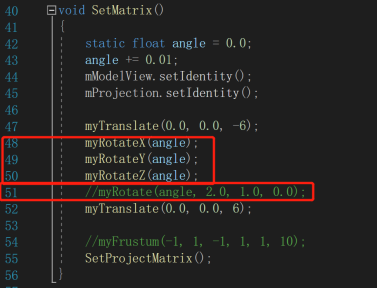 40 void SetMatrix()
41 {
42 static float angle = 0.0;
43 angle += 0.01;
44 mModelView.setIdentity();
45 mProjection.setIdentity();
46
47 myTranslate(0.0, 0.0, -6);
48 myRotateX(angle);
49 myRotateY(angle);
50 myRotateZ(angle);
51 //myRotate(angle, 2.0, 1.0, 0.0);
52 myTranslate(0.0, 0.0, 6);
53
54 //myFrustum(-1, 1, -1, 1, 1, 10);
55 SetProjectMatrix();
56 }